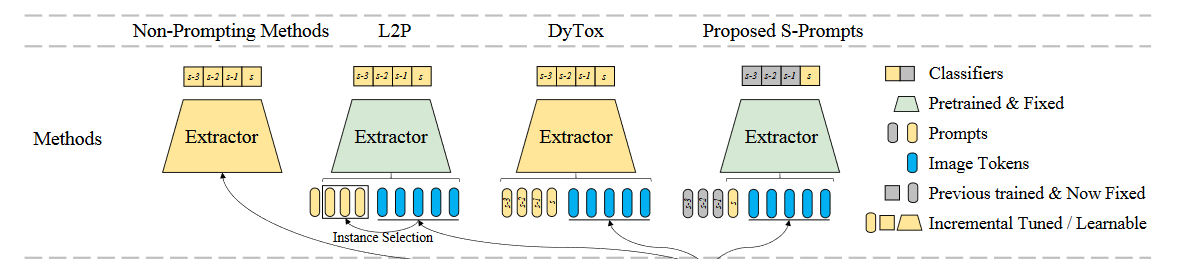 Non-Prompting Methods L2P DyTox Proposed S-Prompts
s-3 s-2 s-1 s s-3 s-2 s-1 s s-3 s-2 s-1 s s-3 s-2 s-1 s Classifiers
Pretrained & Fixed
Methods Extractor Extractor Extractor Extractor Prompts
Image Tokens
s-3 s-2 s-1 s s-3 s-2 s-1 s Previous trained & Now Fixed
Incremental Tuned / Learnable
Instance Selection